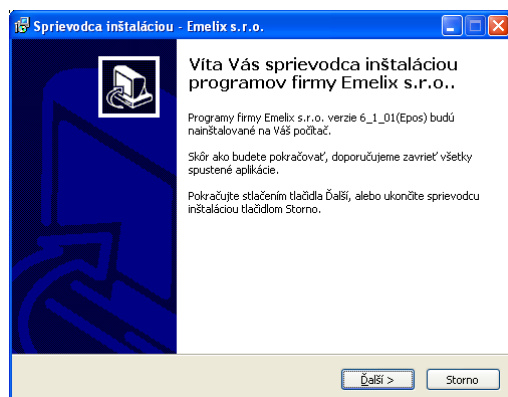 Sprievodca inštaláciou - Emelix s.r.o.
Víta Vás sprievodca inštaláciou
programov firmy Emelix s.r.o..
Programy firmy Emelix s.r.o. verzie 6_1_01(Epos) budú
nainštalované na Váš počítač.
Skôr ako budete pokračovať, doporučujeme zavrieť všetky
spustené aplikácie.
Pokračujte stlačením tlačidla Ďalší, alebo ukončite sprievodcu
inštaláciou tlačidlom Storno.
Ďalší >
Storno